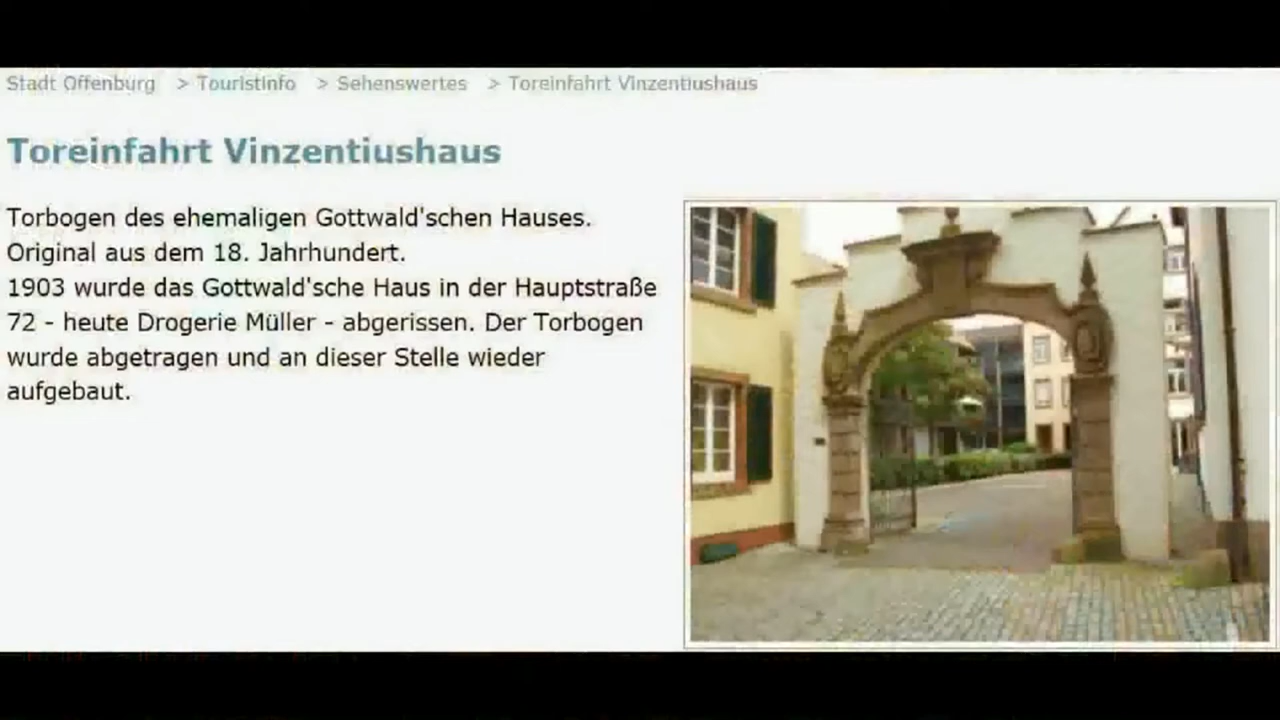 Stadt Offenburg > Touristinfo > Sehenswertes > Toreinfahrt Vinzentiushaus
Toreinfahrt Vinzentiushaus
Torbogen des ehemaligen Gottwald'schen Hauses.
Original aus dem 18. Jahrhundert.
1903 wurde das Gottwald'sche Haus in der Hauptstraße
72 - heute Drogerie Müller - abgerissen. Der Torbogen
wurde abgetragen und an dieser Stelle wieder
aufgebaut.